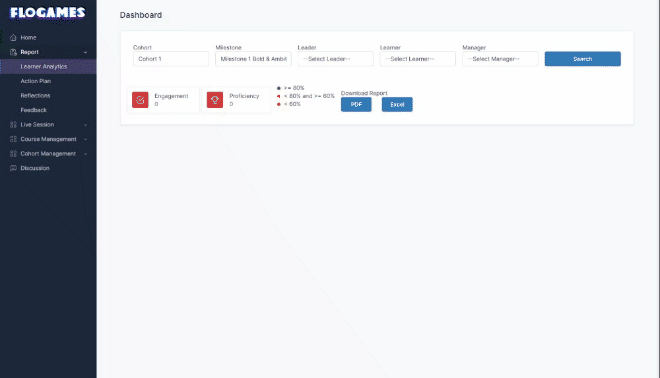 FLOGAMES
Dashboard
Home
Report
Learner Analytics
Action Plan
Reflections
Feedback
Live Session
Course Management
Cohort Management
Discussion
Cohort
Milestone
Leader
Learner
Manager
Cohort 1
Milestone 1 Bold & Ambit
--Select Leader--
--Select Learner--
--Select Manager--
Search
Engagement
0
Proficiency
0
>= 80%
< 80% and >= 60%
< 60%
Download Report
PDF
Excel